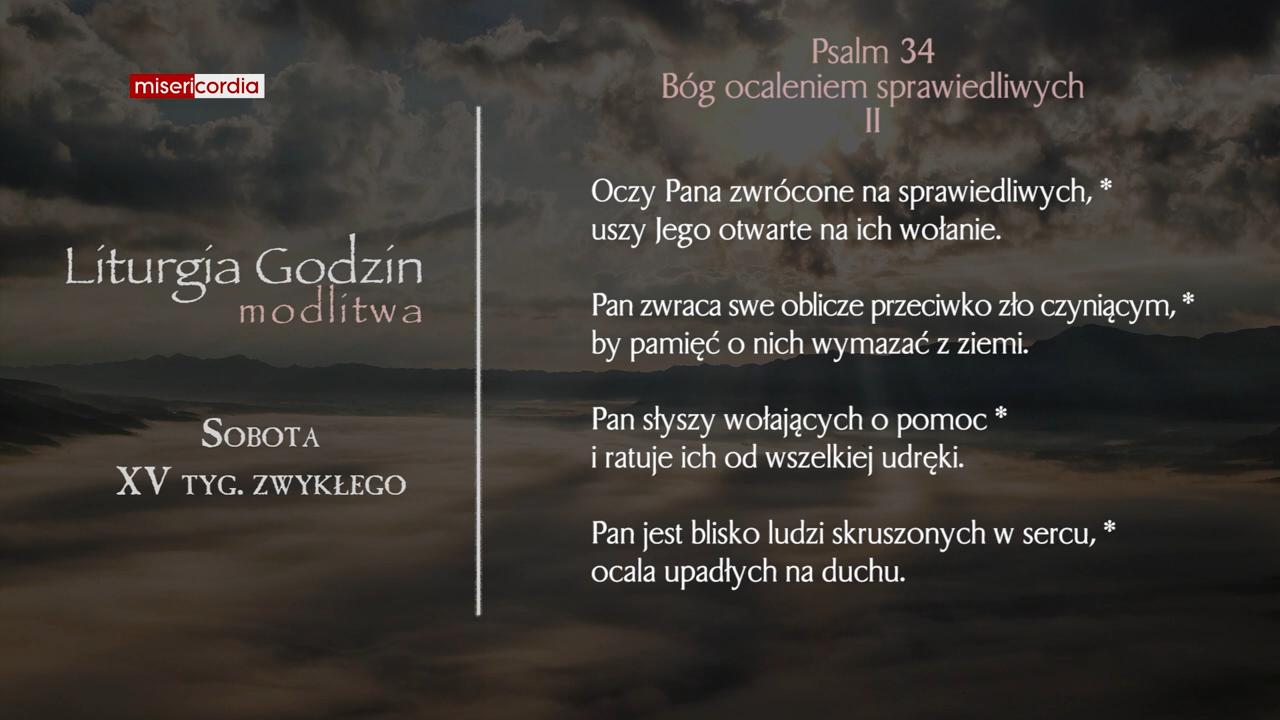 misericordia
Liturgia Godzin
modlitwa
Sobota
XV tyg. zwykłego
Psalm 34
Bóg ocaleniem sprawiedliwych
II
Oczy Pana zwrócone na sprawiedliwych, *
uszy Jego otwarte na ich wołanie.
Pan zwraca swe oblicze przeciwko zło czyniącym, *
by pamięć o nich wymazać z ziemi.
Pan słyszy wołających o pomoc *
i ratuje ich od wszelkiej udręki.
Pan jest blisko ludzi skruszonych w sercu, *
ocala upadłych na duchu.